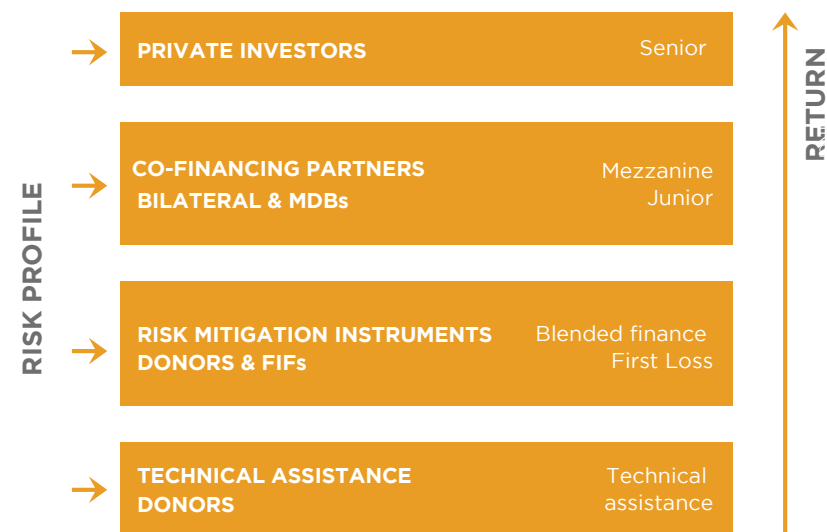 RISK PROFILE
PRIVATE INVESTORS
Senior
CO-FINANCING PARTNERS
BILATERAL & MDBs
Mezzanine
Junior
RISK MITIGATION INSTRUMENTS
DONORS & FIFs
Blended finance
First Loss
TECHNICAL ASSISTANCE
DONORS
Technical
assistance
RETURN